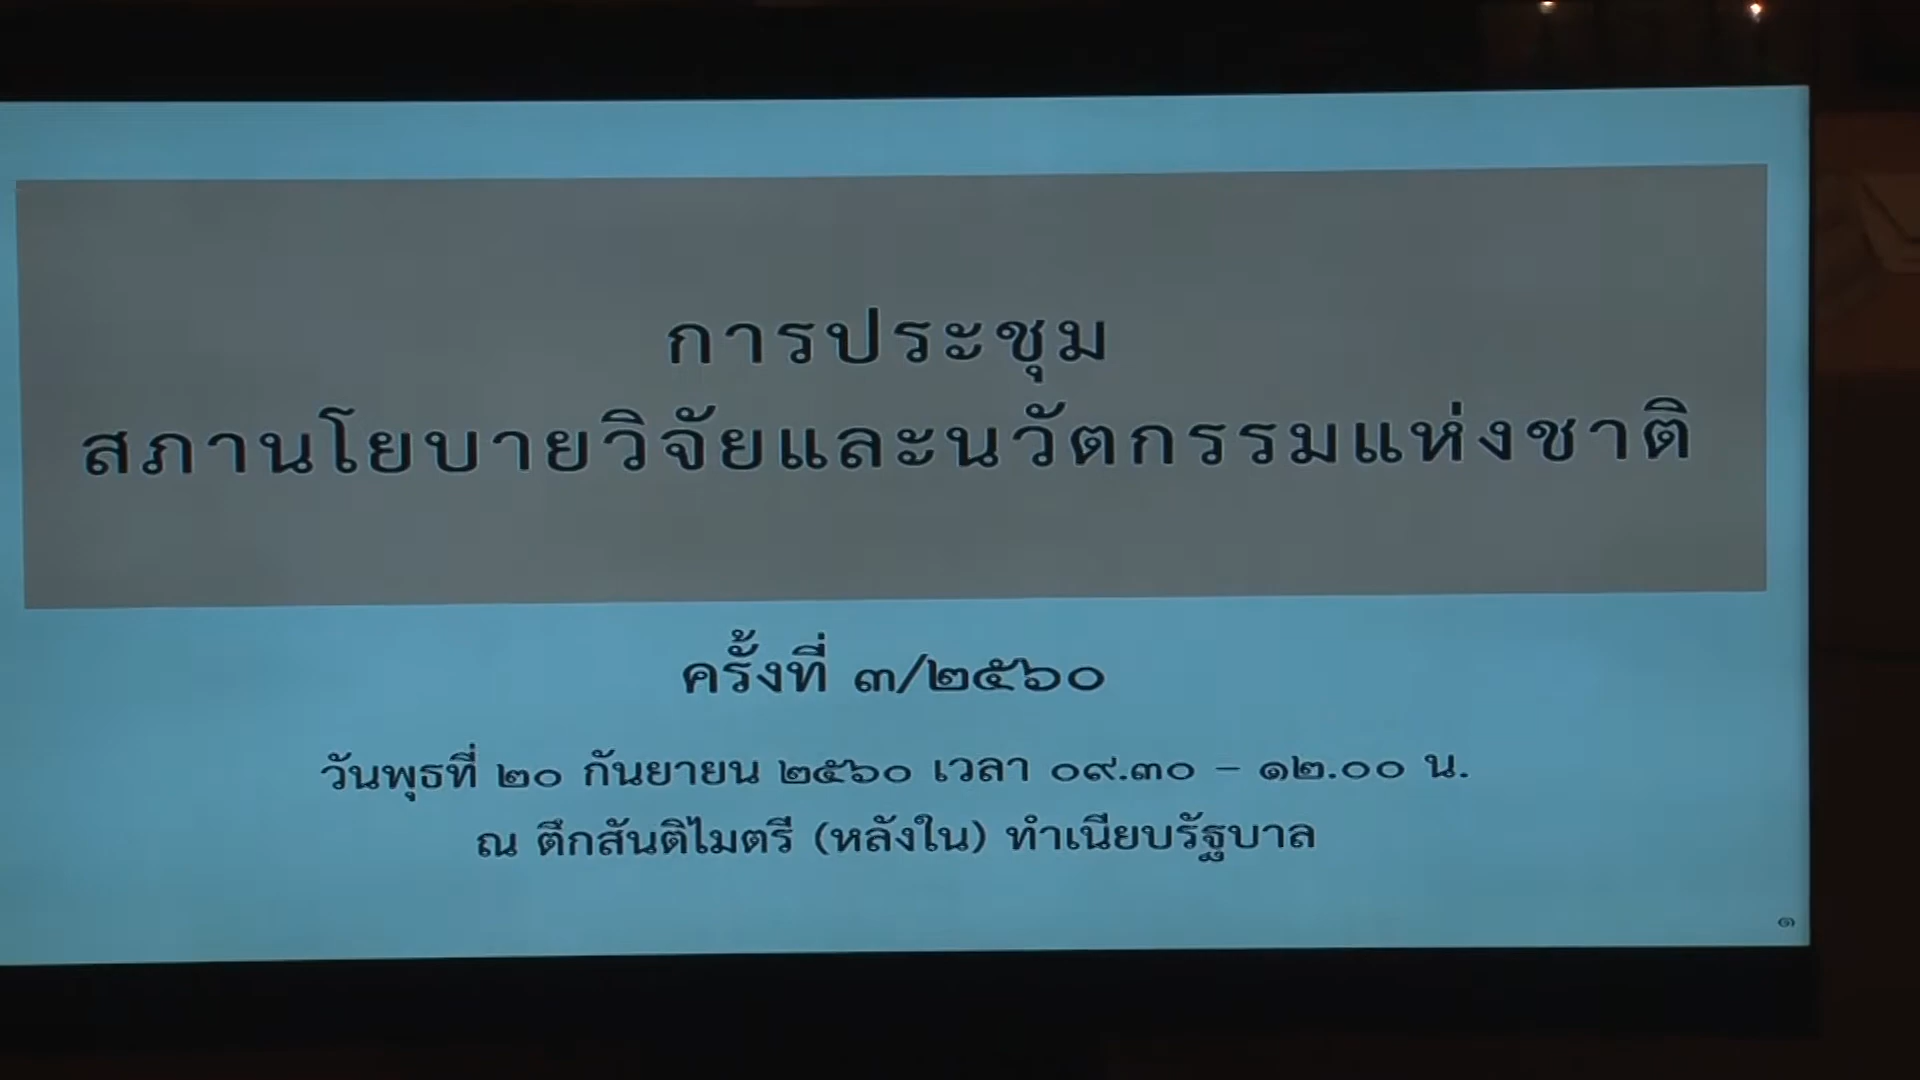 การประชุม
สภานโยบายวิจัยและนวัตกรรมแห่งชาติ
ครั้งที่ ๓/๒๕๖๐
วันพุธที่ ๒๐ กันยายน ๒๕๖๐ เวลา ๐๙.๓๐ – ๑๒.๐๐ น.
ณ ตึกสันติไมตรี (หลังใน) ทำเนียบรัฐบาล
๑